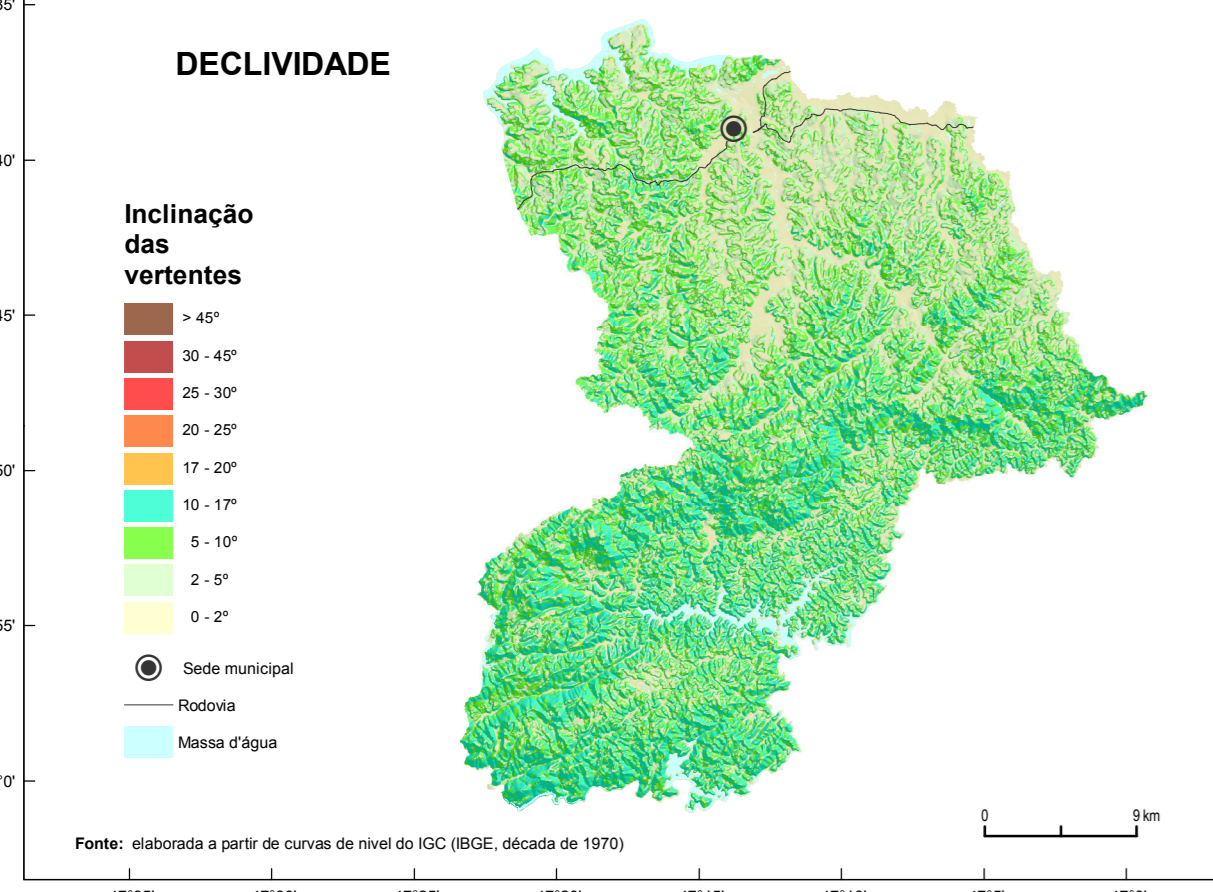 DECLIVIDADE
Inclinação
das
vertentes
> 45º
30 - 45º
25 - 30º
20 - 25º
17 - 20º
10 - 17º
5 - 10º
2 - 5º
0 - 2º
Sede municipal
Rodovia
Massa d'água
0 9 km
Fonte: elaborada a partir de curvas de nivel do IGC (IBGE, década de 1970)